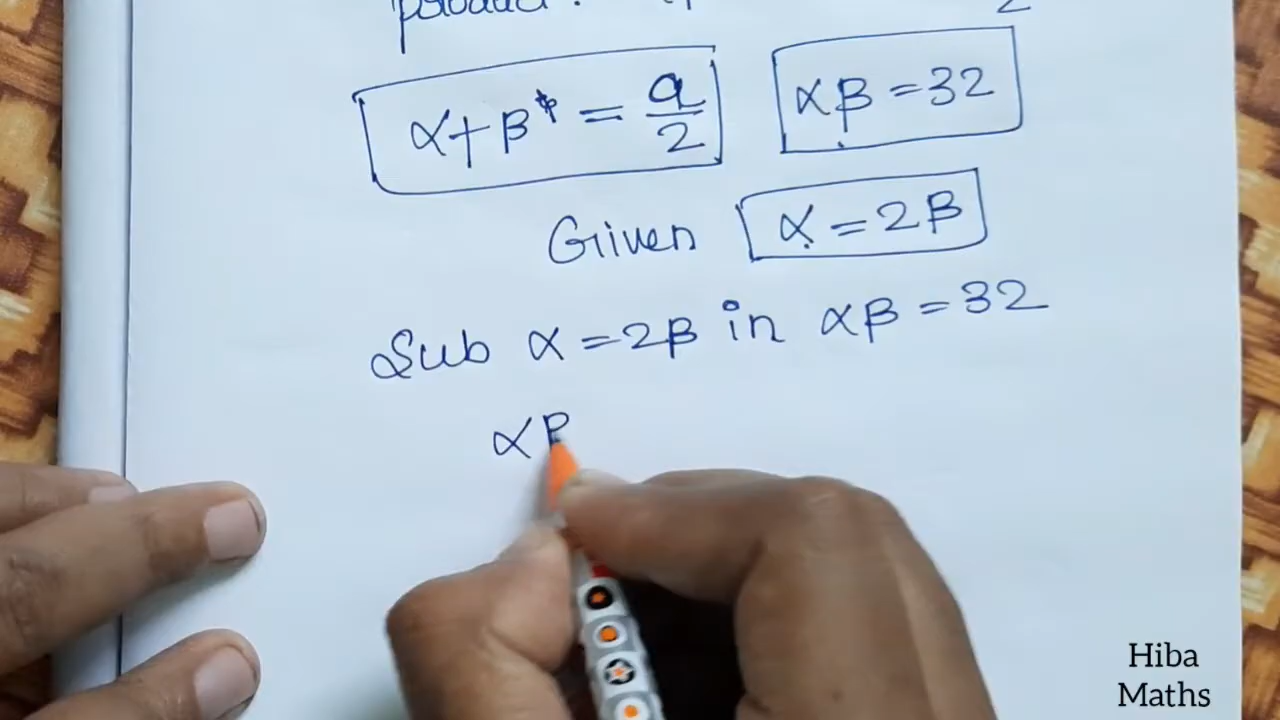 α+β = a/2 αβ = 32
Given α = 2β
Sub α = 2β in αβ = 32
αβ
Hiba
Maths